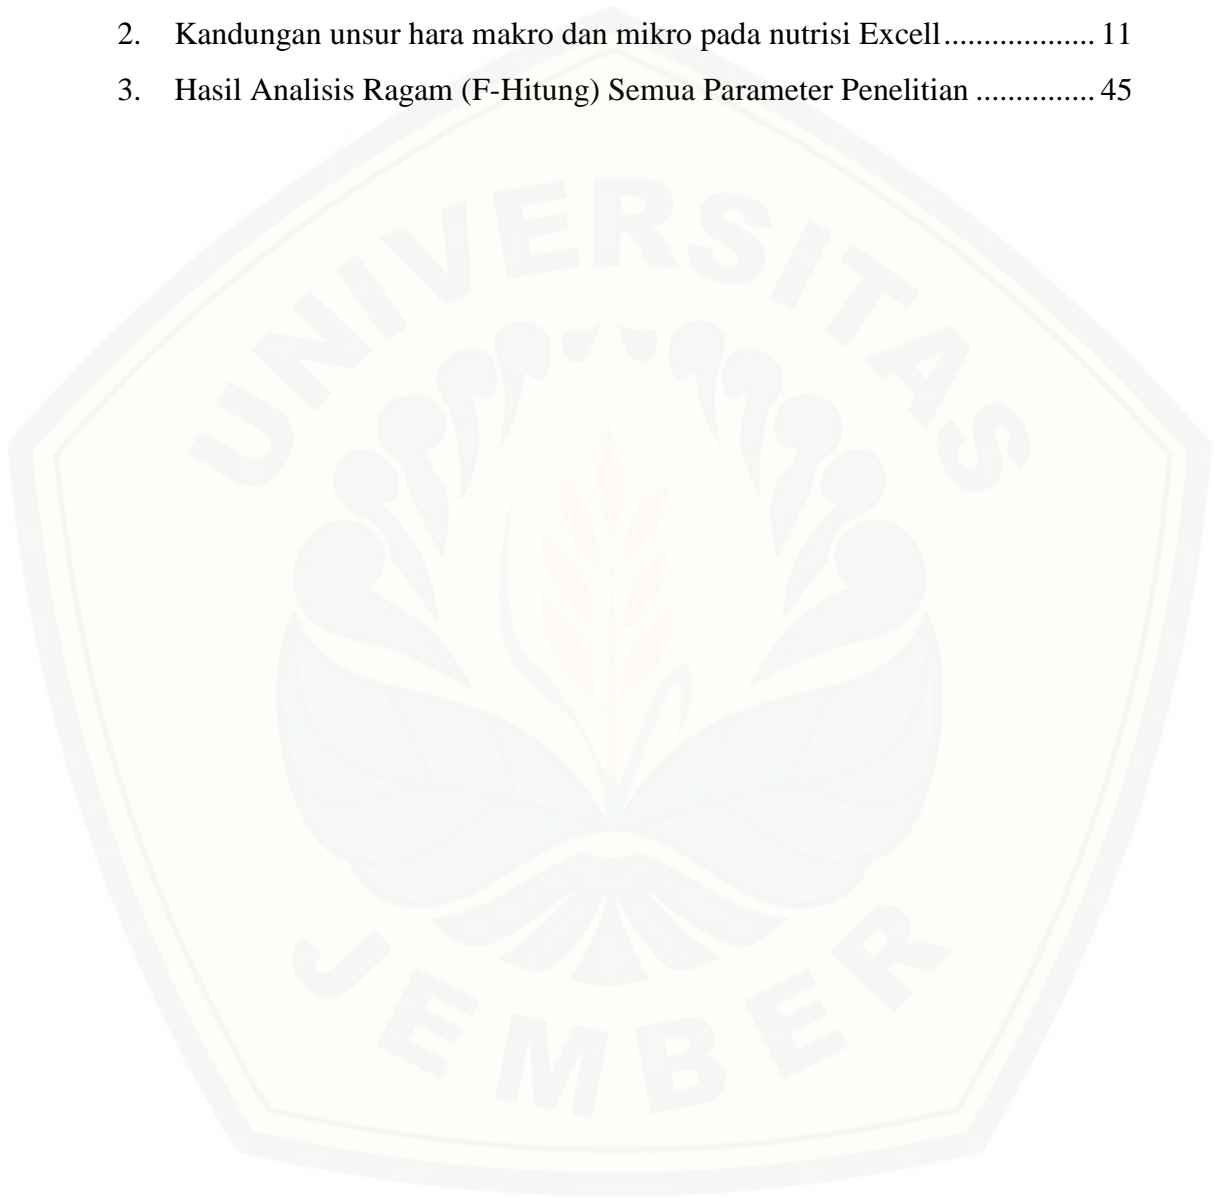 2. Kandungan unsur hara makro dan mikro pada nutrisi Excell................... 11
3. Hasil Analisis Ragam (F-Hitung) Semua Parameter Penelitian ............... 45
UNIVERSITAS
JEMBER